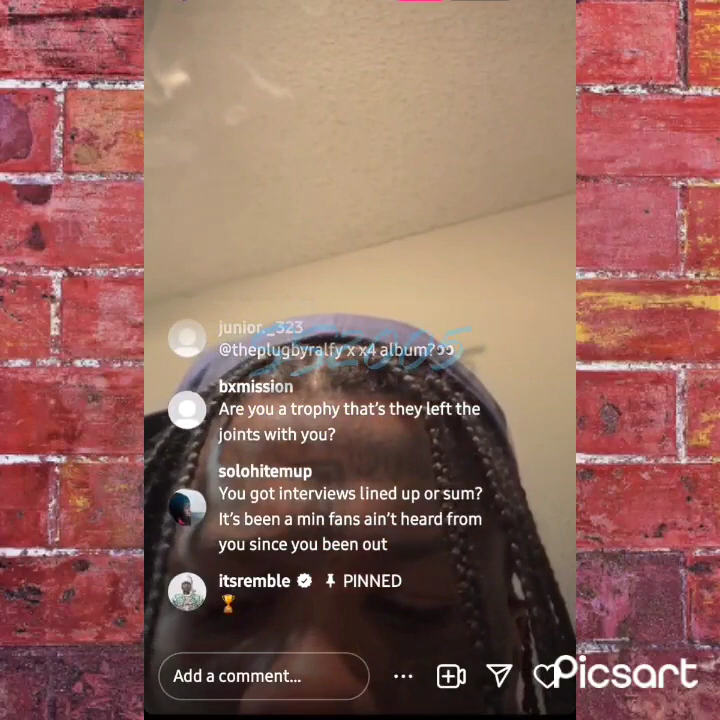 junior._323
@theplugbyralfy x x4 album?👀
bxmission
Are you a trophy that's they left the
joints with you?
solohitemup
You got interviews lined up or sum?
It's been a min fans ain't heard from
you since you been out
itsremble PINNED
🏆
Add a comment...
Picsart